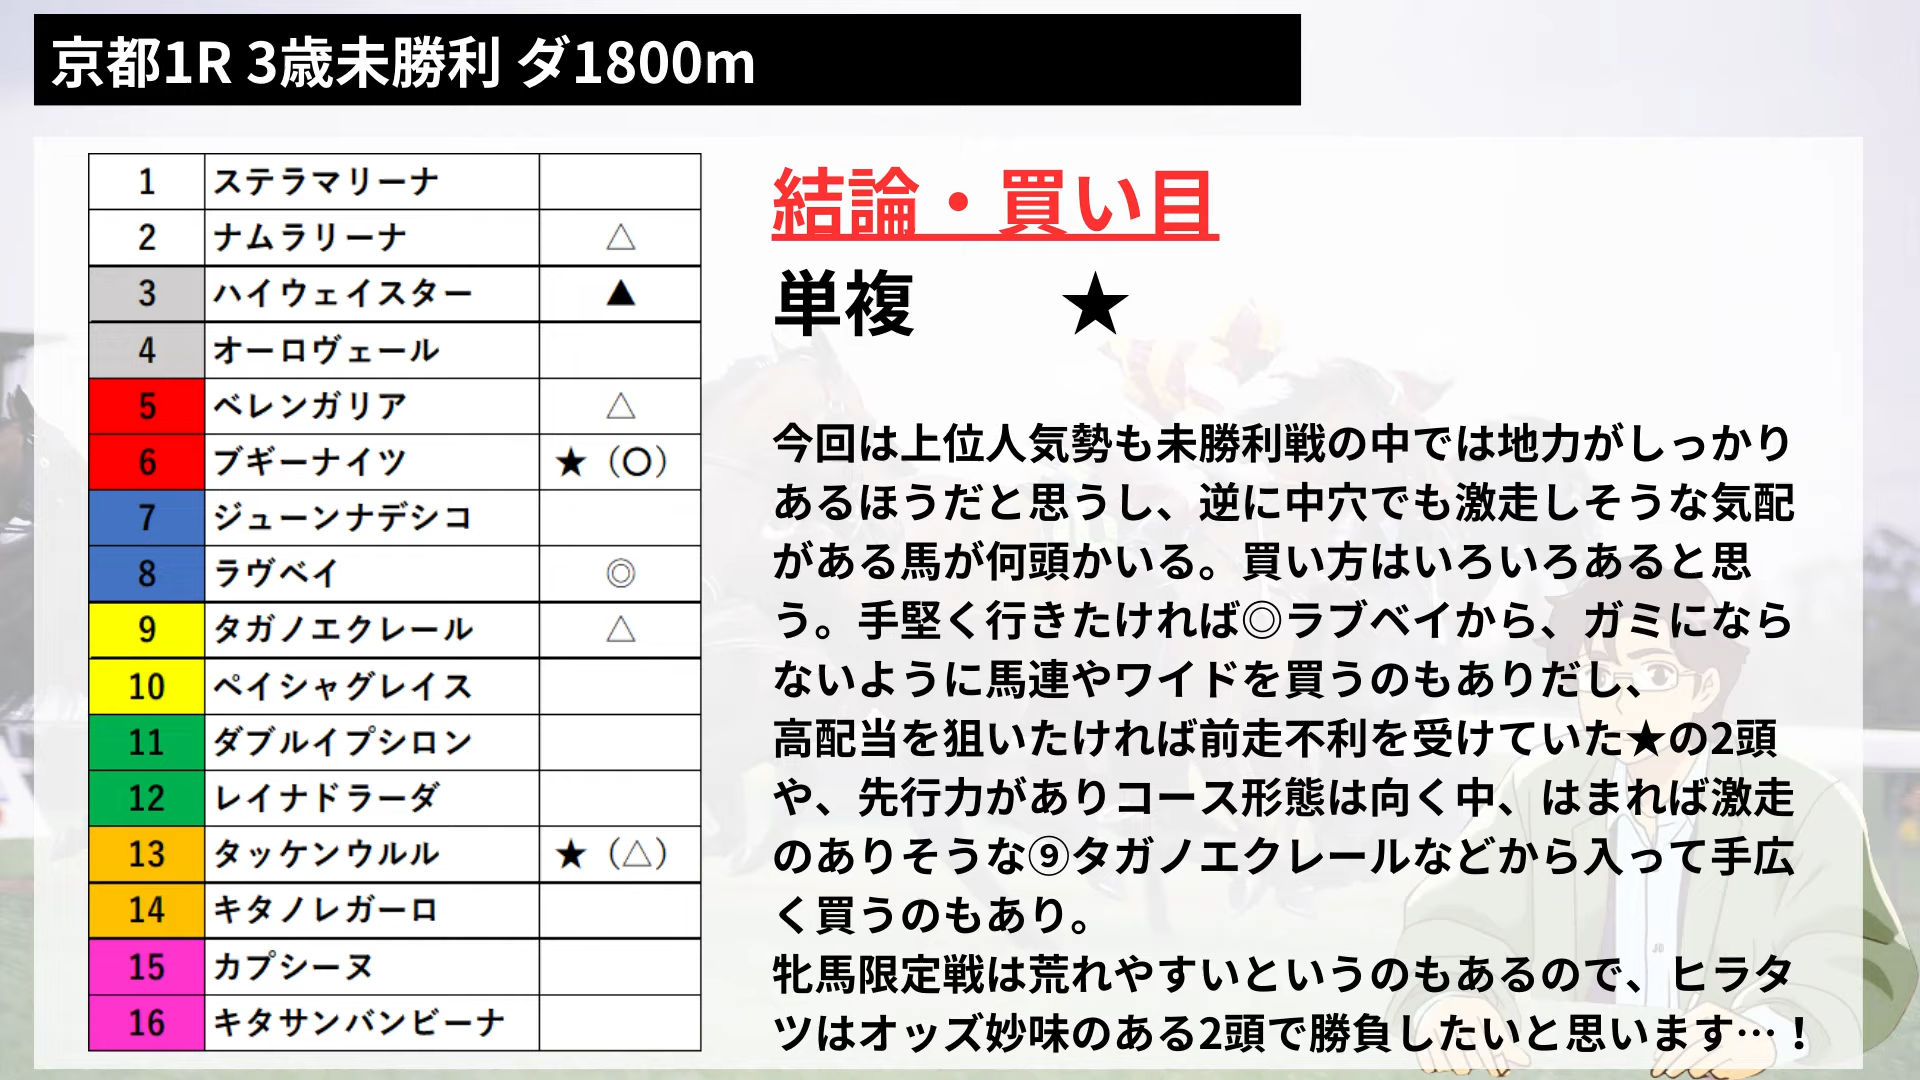 京都1R 3歳未勝利 ダ1800m
1 ステラマリーナ
2 ナムラリーナ △
3 ハイウェイスター ▲
4 オーロヴェール
5 ベレンガリア △
6 ブギーナイツ ★（〇）
7 ジューンナデシコ
8 ラヴベイ ◎
9 タガノエクレール △
10 ペイシャグレイス
11 ダブルイプシロン
12 レイナドラーダ
13 タッケンウルル ★（△）
14 キタノレガーロ
15 カプシーヌ
16 キタサンバンビーナ
結論・買い目
単複 ★
今回は上位人気勢も未勝利戦の中では地力がしっかり
あるほうだと思うし、逆に中穴でも激走しそうな気配
がある馬が何頭かいる。買い方はいろいろあると思
う。手堅く行きたければ◎ラブベイから、ガミになら
ないように馬連やワイドを買うのもありだし、
高配当を狙いたければ前走不利を受けていた★の2頭
や、先行力がありコース形態は向く中、はまれば激走
のありそうな⑨タガノエクレールなどから入って手広
く買うのもあり。
牝馬限定戦は荒れやすいというのもあるので、ヒラタ
ツはオッズ妙味のある2頭で勝負したいと思います…！